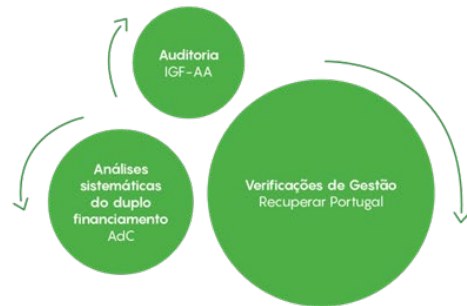 Auditoria
IGF-AA
Análises
sistemáticas
do duplo
financiamento
AdC
Verificações de Gestão
Recuperar Portugal